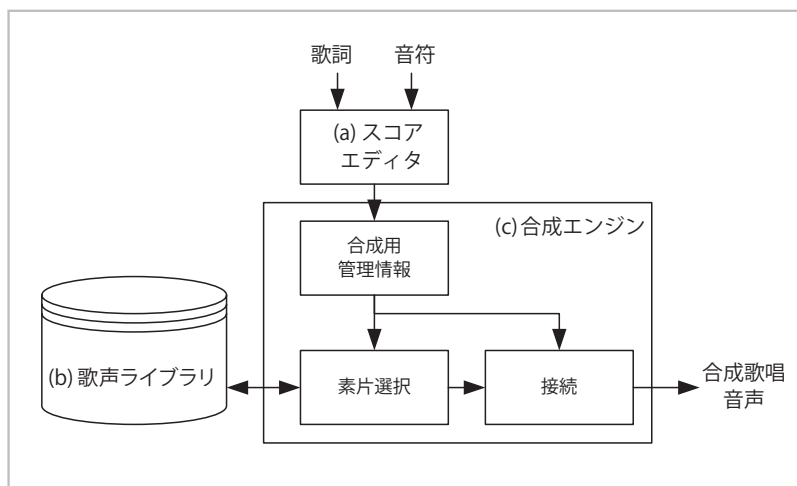 歌詞
音符
(a) スコア
エディタ
(c) 合成エンジン
合成用
管理情報
(b) 歌声ライブラリ
素片選択
接続
合成歌唱
音声